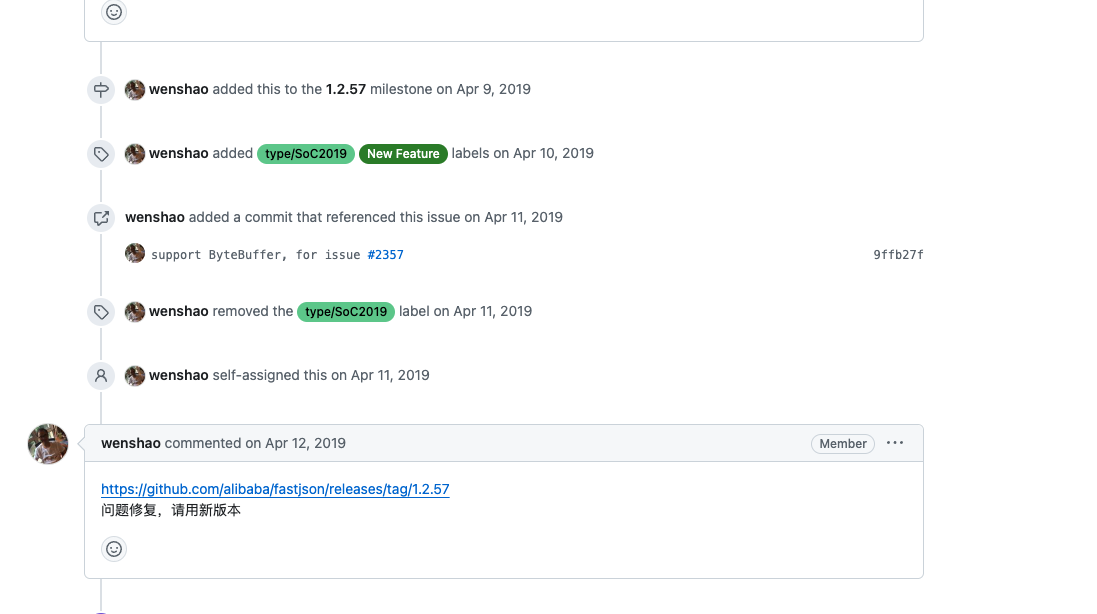 wenshao added this to the 1.2.57 milestone on Apr 9, 2019
wenshao added type/SoC2019 New Feature labels on Apr 10, 2019
wenshao added a commit that referenced this issue on Apr 11, 2019
support ByteBuffer, for issue #2357 9ffb27f
wenshao removed the type/SoC2019 label on Apr 11, 2019
wenshao self-assigned this on Apr 11, 2019
wenshao commented on Apr 12, 2019 Member
https://github.com/alibaba/fastjson/releases/tag/1.2.57
问题修复，请用新版本